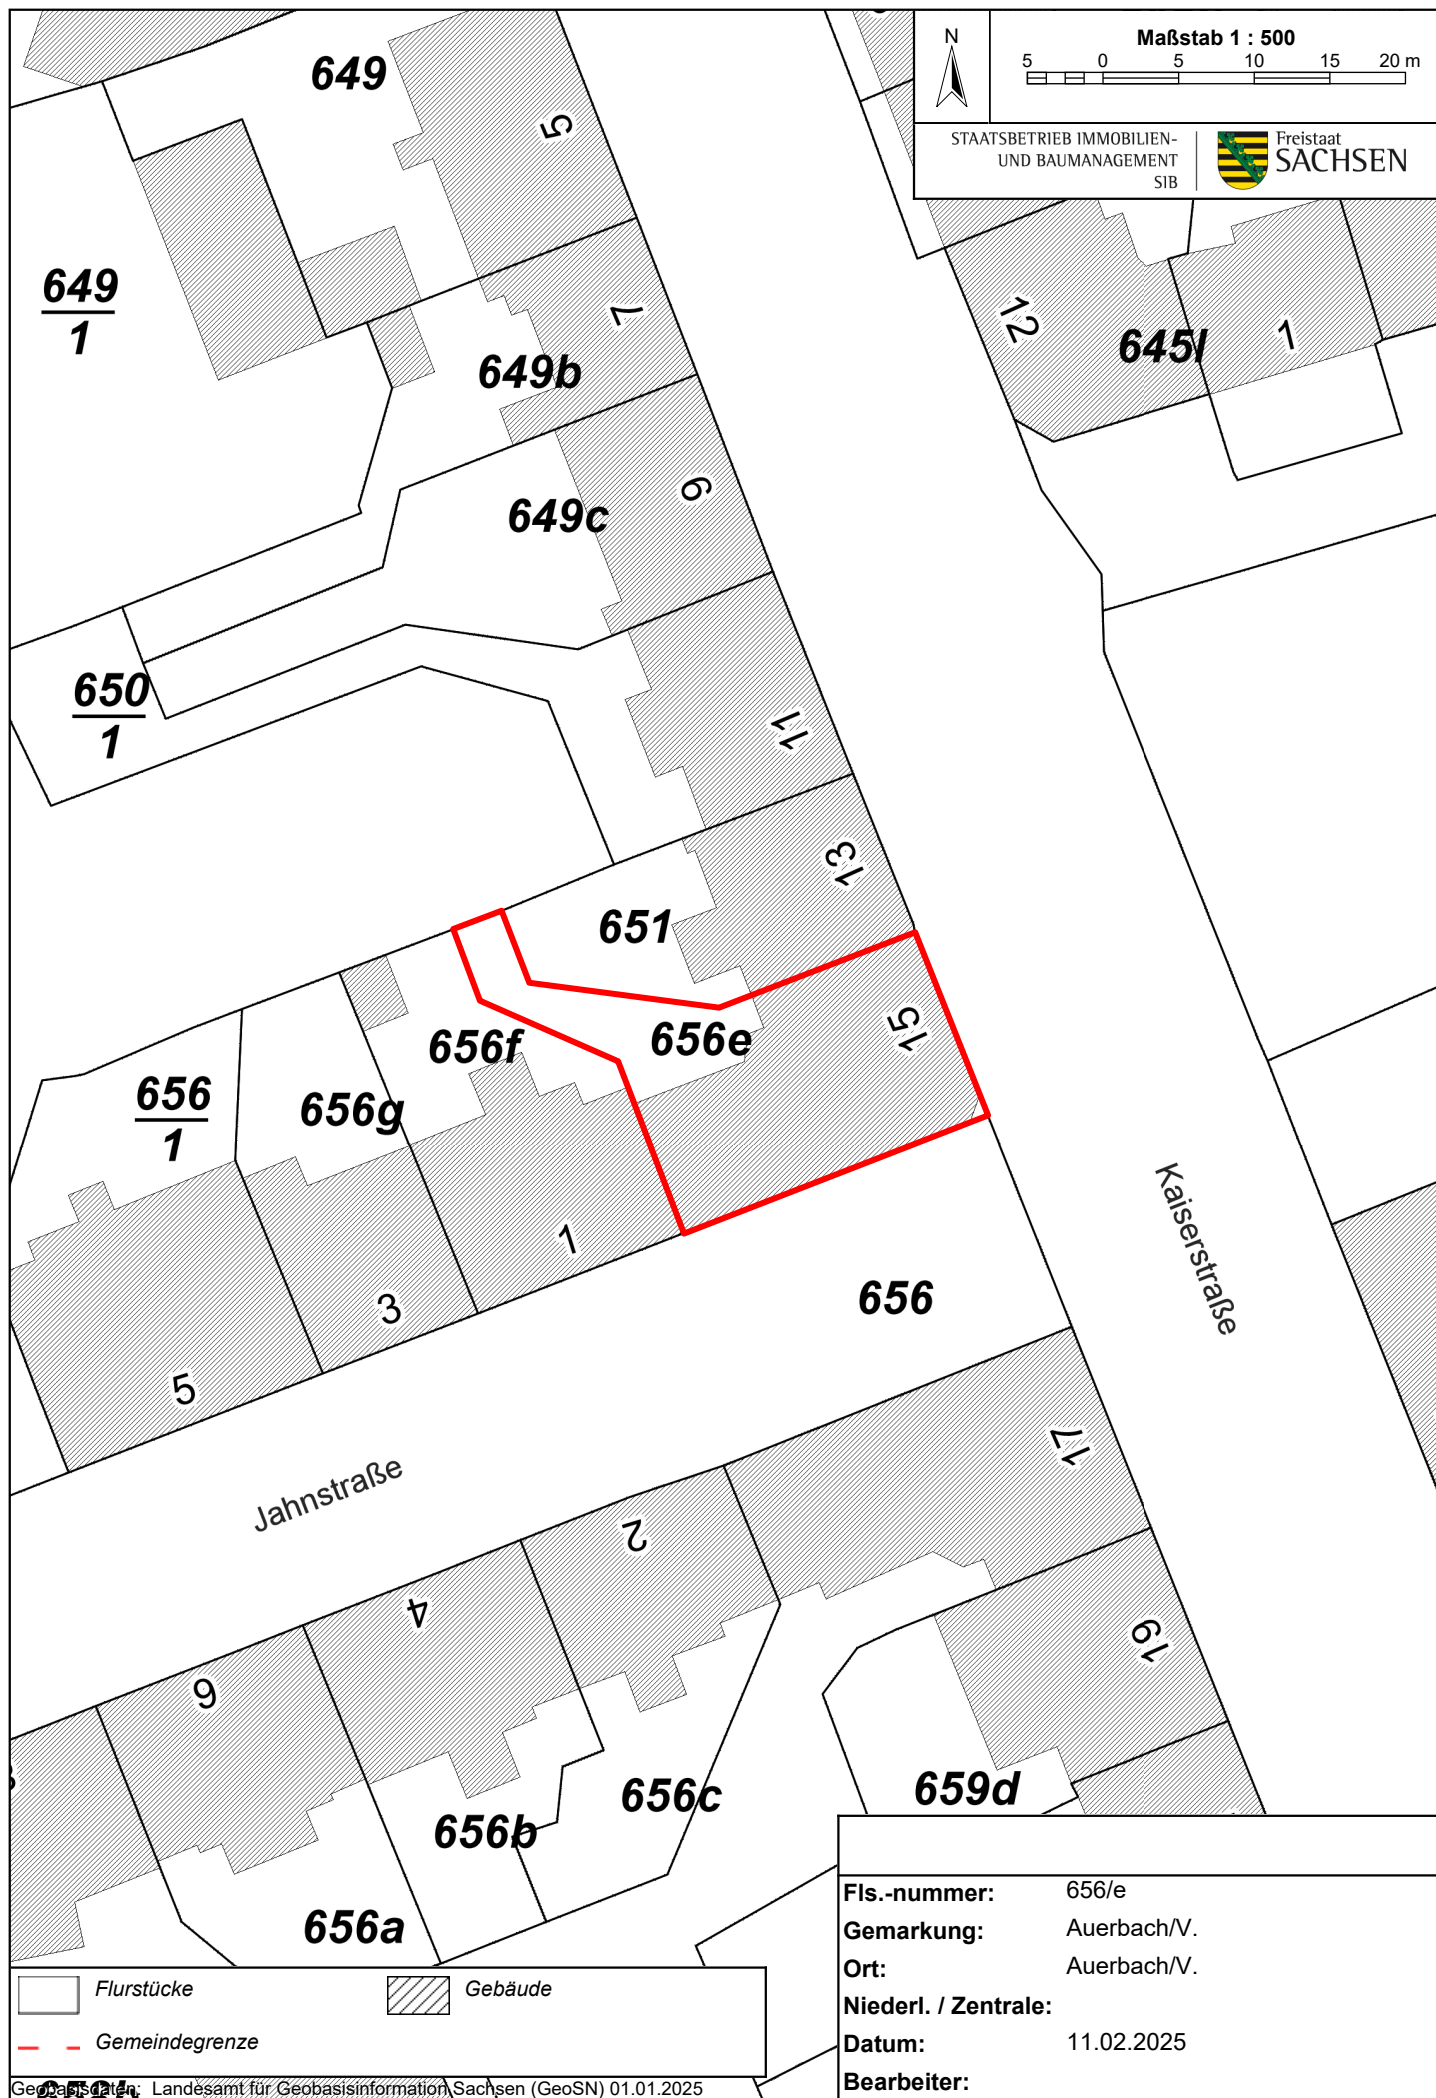 N
Maßstab 1 : 500
5 0 5 10 15 20 m
STAATSBETRIEB IMMOBILIEN-
UND BAUMANAGEMENT
SIB
Freistaat
SACHSEN
649
5
649
1
7
12
645l
1
649b
9
649c
650
1
11
13
651
15
656f
656e
656
1
656g
Kaiserstraße
1
656
3
5
17
Jahnstraße
2
4
19
6
659d
656c
656b
656a
Fls.-nummer: 656/e
Gemarkung: Auerbach/V.
Ort: Auerbach/V.
Niederl. / Zentrale:
Datum: 11.02.2025
Bearbeiter:
Flurstücke
Gebäude
Gemeindegrenze
Geobasisdaten: Landesamt für Geobasisinformation Sachsen (GeoSN) 01.01.2025